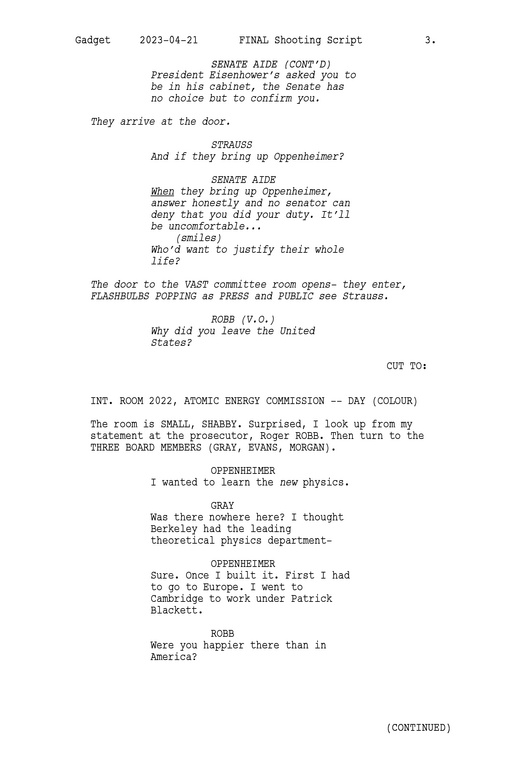 Gadget 2023-04-21 FINAL Shooting Script 3.
SENATE AIDE (CONT'D)
President Eisenhower's asked you to
be in his cabinet, the Senate has
no choice but to confirm you.
They arrive at the door.
STRAUSS
And if they bring up Oppenheimer?
SENATE AIDE
When they bring up Oppenheimer,
answer honestly and no senator can
deny that you did your duty. It'll
be uncomfortable...
(smiles)
Who'd want to justify their whole
life?
The door to the VAST committee room opens- they enter,
FLASHBULBS POPPING as PRESS and PUBLIC see Strauss.
ROBB (V.O.)
Why did you leave the United
States?
CUT TO:
INT. ROOM 2022, ATOMIC ENERGY COMMISSION -- DAY (COLOUR)
The room is SMALL, SHABBY. Surprised, I look up from my
statement at the prosecutor, Roger ROBB. Then turn to the
THREE BOARD MEMBERS (GRAY, EVANS, MORGAN).
OPPENHEIMER
I wanted to learn the new physics.
GRAY
Was there nowhere here? I thought
Berkeley had the leading
theoretical physics department-
OPPENHEIMER
Sure. Once I built it. First I had
to go to Europe. I went to
Cambridge to work under Patrick
Blackett.
ROBB
Were you happier there than in
America?
(CONTINUED)